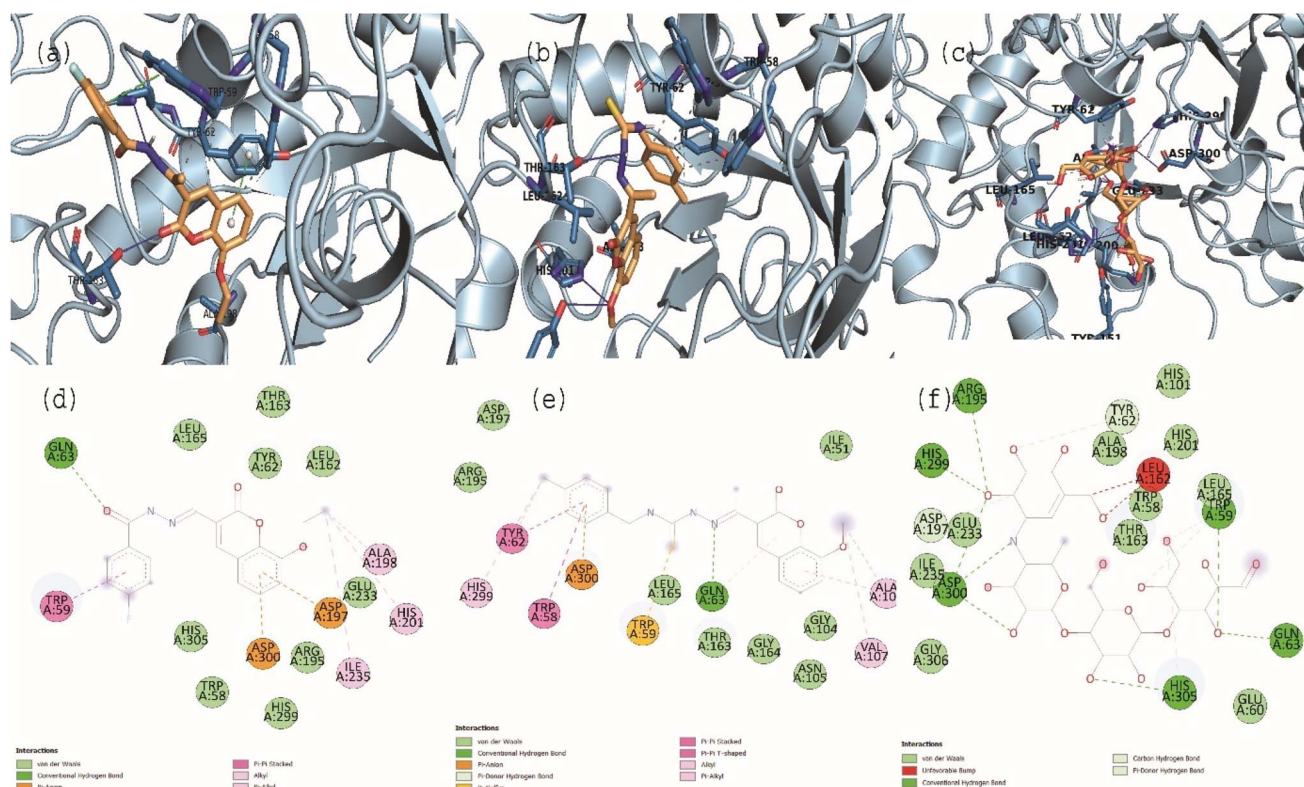 (a)
TRP-59
TYR-62
THR-163
(b)
TRP-58
TYR-62
THR-163
LEU-162
HIS-201
(c)
TYR-62
ASP-300
LEU-165
TYR-151
(d)
THR
A:163
LEU
A:165
GLN
A:63
TYR
A:62
LEU
A:162
ALA
A:198
GLU
A:233
TRP
A:59
ASP
A:197
HIS
A:201
HIS
A:305
ASP
A:300
ARG
A:195
ILE
A:235
TRP
A:58
HIS
A:299
Interactions
van der Waals
Conventional Hydrogen Bond
Pi-Anion
Pi-Pi Stacked
Alkyl
Pi-Alkyl
(e)
ASP
A:197
ILE
A:51
ARG
A:195
TYR
A:62
ASP
A:300
HIS
A:299
LEU
A:165
GLN
A:63
TRP
A:58
TRP
A:59
THR
A:163
GLY
A:164
GLY
A:104
ASN
A:105
VAL
A:107
Interactions
van der Waals
Conventional Hydrogen Bond
Pi-Anion
Pi-Donor Hydrogen Bond
Pi-Pi Stacked
Pi-Pi T-shaped
Alkyl
Pi-Alkyl
(f)
HIS
A:101
ARG
A:195
TYR
A:62
ALA
A:198
HIS
A:201
HIS
A:299
LEU
A:162
LEU
A:165
TRP
A:58
TRP
A:59
ASP
A:197
GLU
A:233
THR
A:163
ILE
A:235
ASP
A:300
GLN
A:63
GLY
A:306
HIS
A:305
GLU
A:60
Interactions
van der Waals
Unfavorable Bump
Conventional Hydrogen Bond
Carbon Hydrogen Bond
Pi-Donor Hydrogen Bond